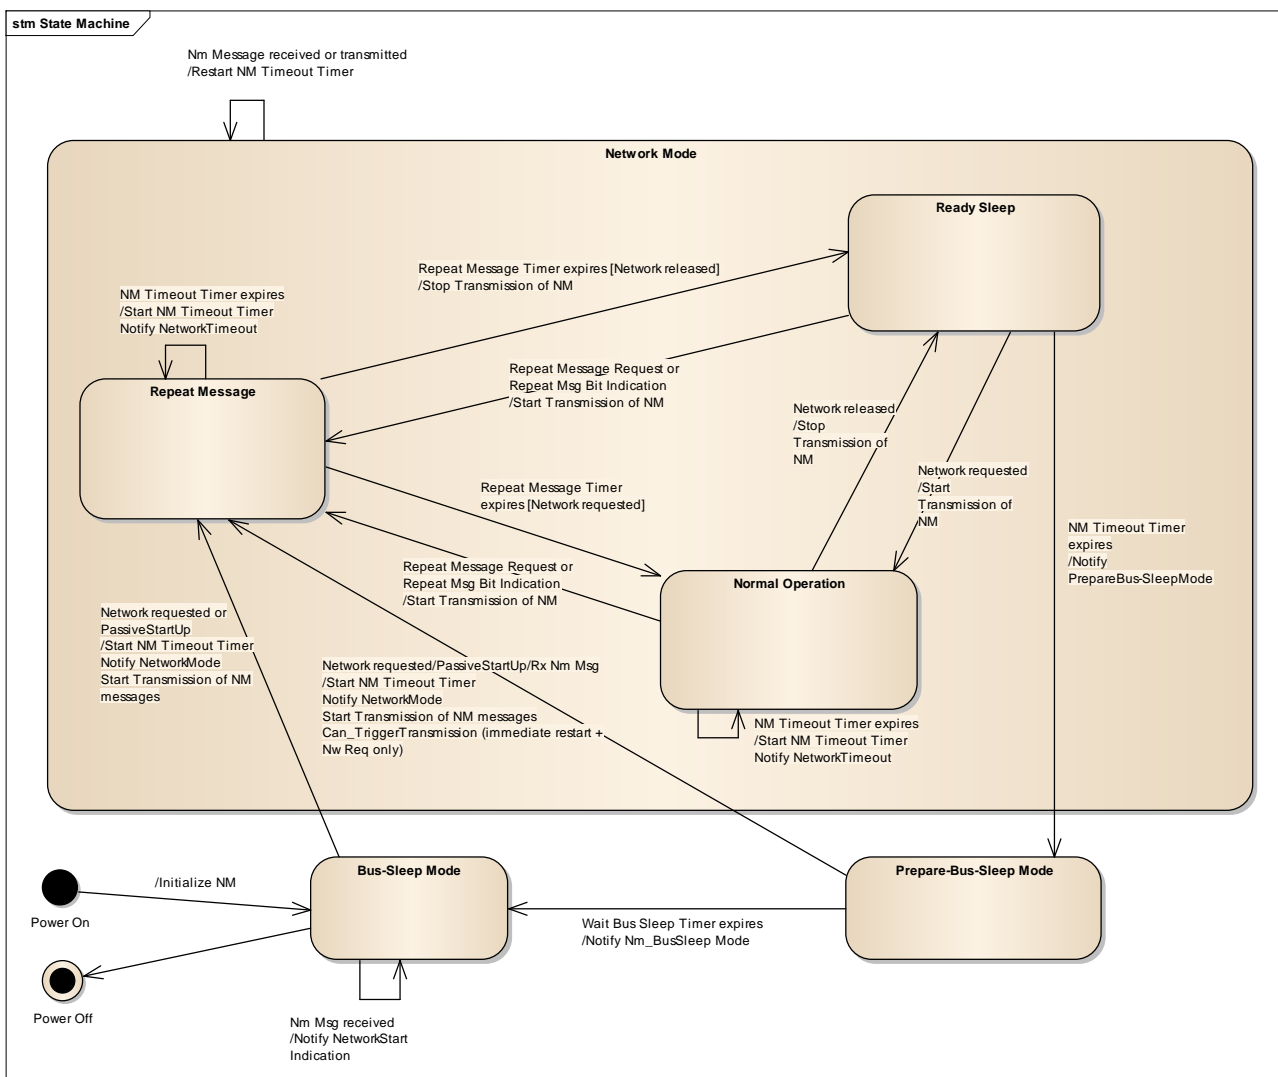 stm State Machine
Nm Message received or transmitted
/Restart NM Timeout Timer
Network Mode
Ready Sleep
Repeat Message Timer expires [Network released]
/Stop Transmission of NM
NM Timeout Timer expires
/Start NM Timeout Timer
Notify NetworkTimeout
Repeat Message
Repeat Message Request or
Repeat Msg Bit Indication
/Start Transmission of NM
Network released
/Stop
Transmission of
NM
Network requested
/Start
Transmission of
NM
Repeat Message Timer
expires [Network requested]
NM Timeout Timer
expires
/Notify
PrepareBus-SleepMode
Repeat Message Request or
Repeat Msg Bit Indication
/Start Transmission of NM
Normal Operation
Network requested or
PassiveStartUp
/Start NM Timeout Timer
Notify NetworkMode
Start Transmission of NM
messages
Network requested/PassiveStartUp/Rx Nm Msg
/Start NM Timeout Timer
Notify NetworkMode
Start Transmission of NM messages
Can_TriggerTransmission (immediate restart +
Nw Req only)
NM Timeout Timer expires
/Start NM Timeout Timer
Notify NetworkTimeout
Bus-Sleep Mode
Prepare-Bus-Sleep Mode
/Initialize NM
Power On
Wait Bus Sleep Timer expires
/Notify Nm_BusSleep Mode
Power Off
Nm Msg received
/Notify NetworkStart
Indication